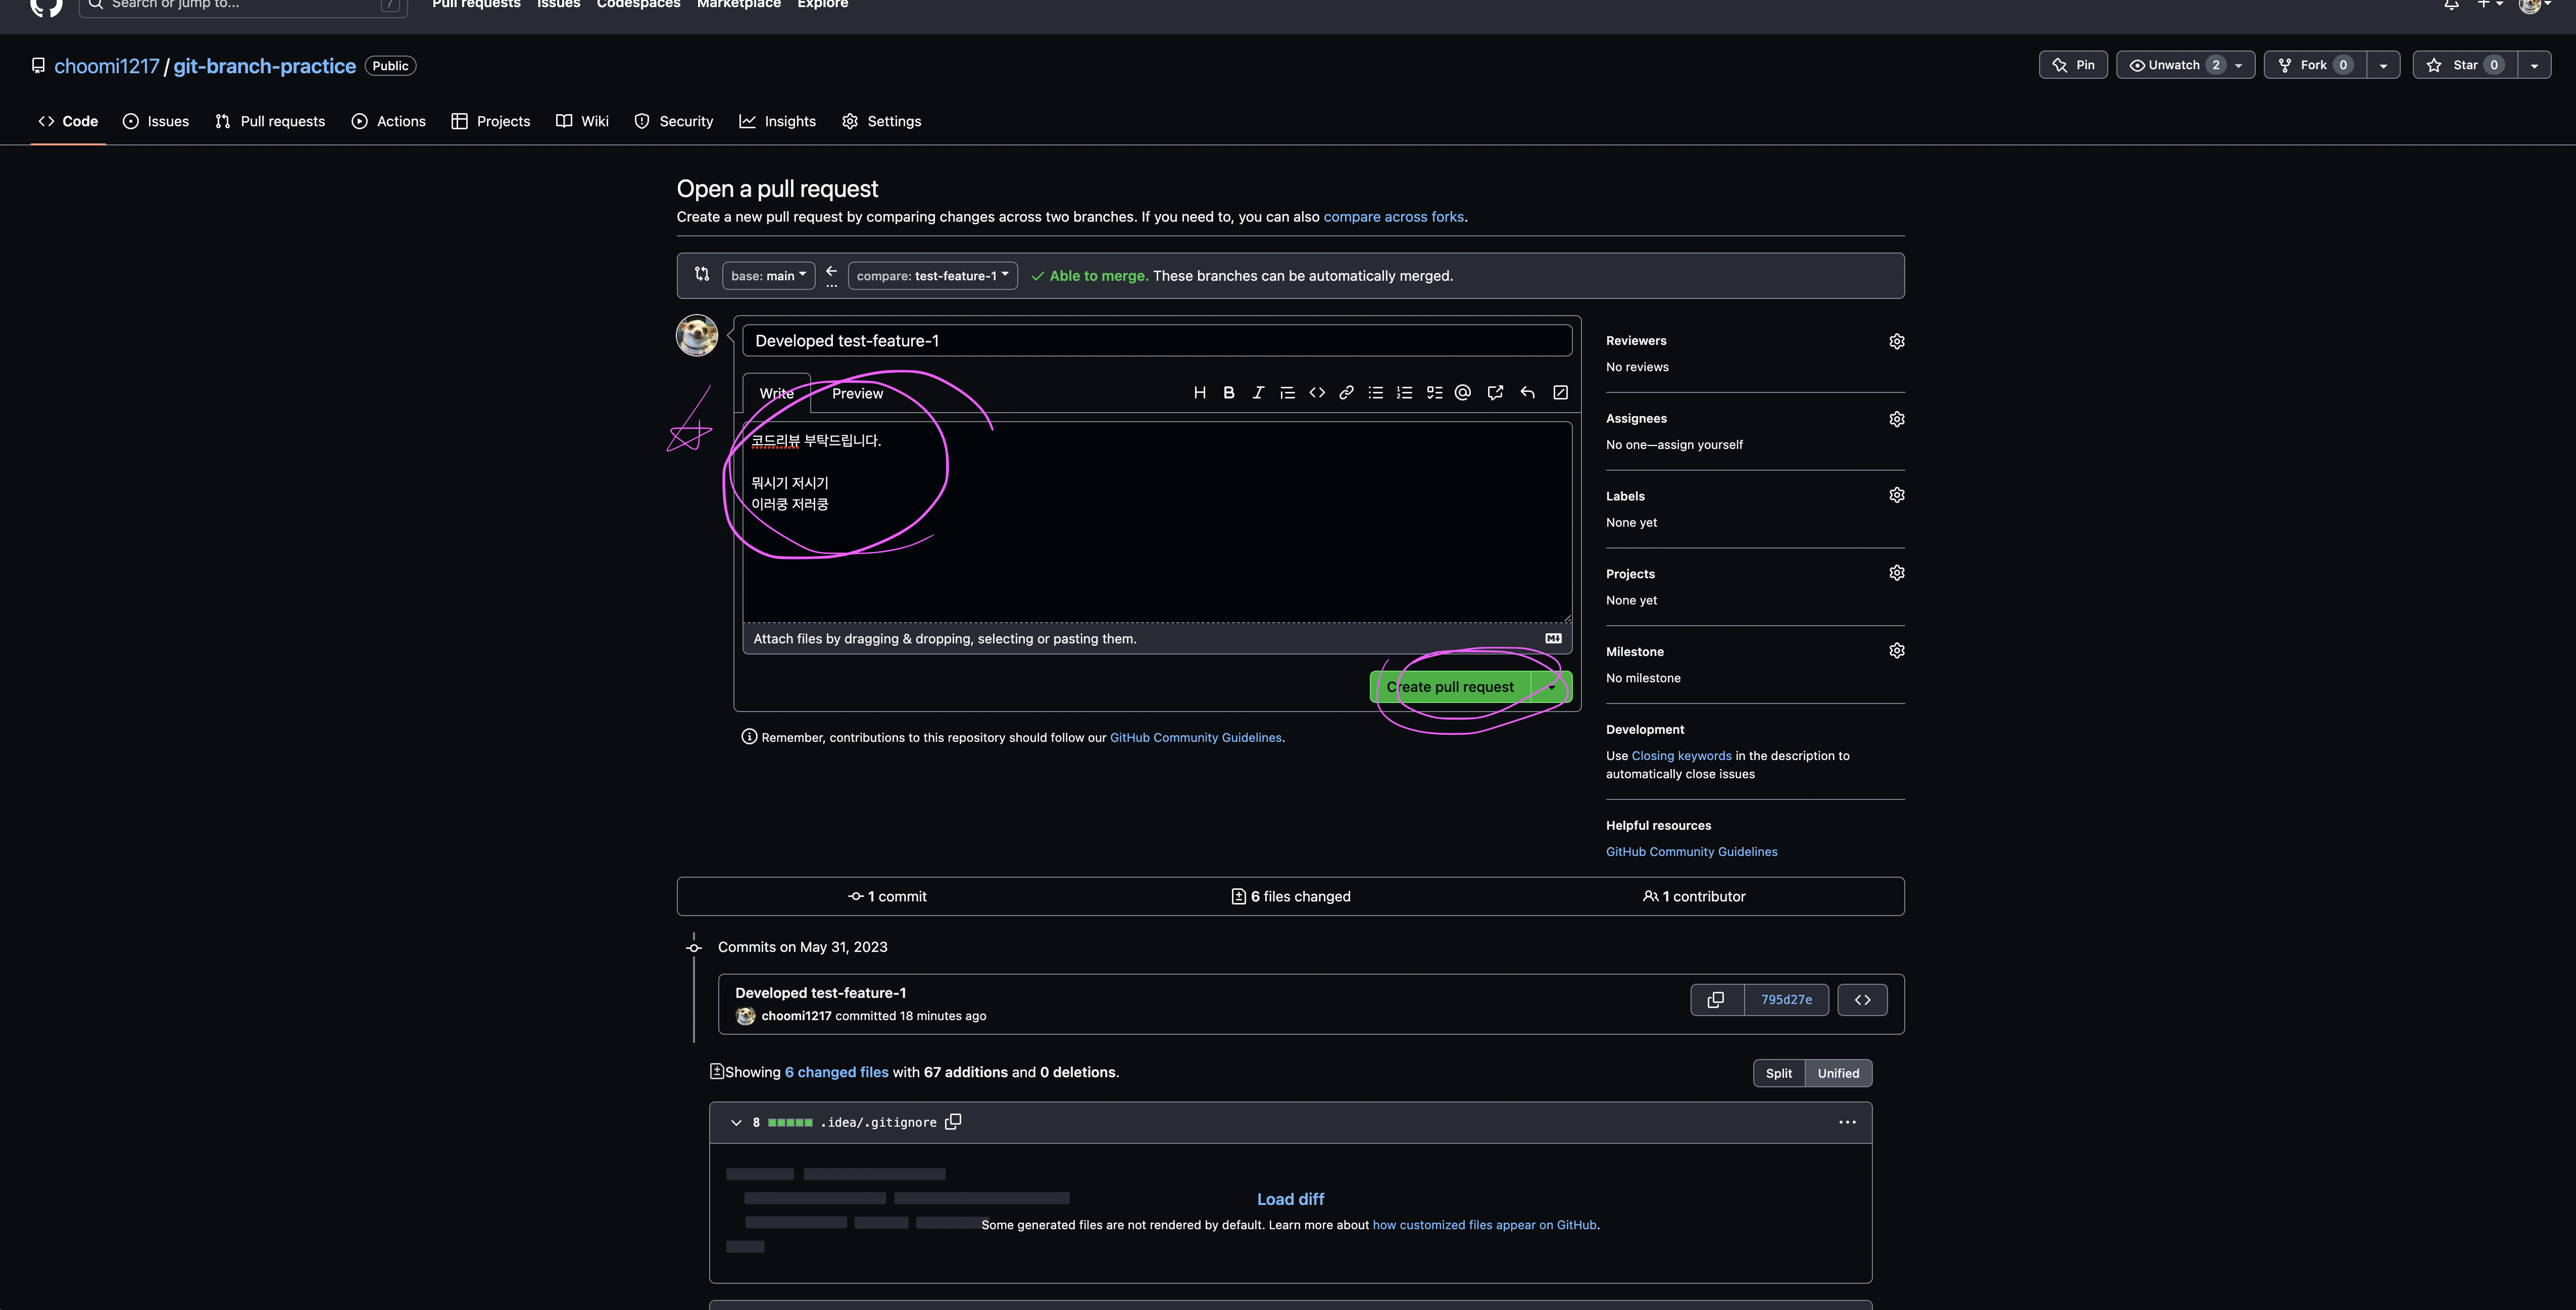 Search or jump to... /
Pull requests Issues Codespaces Marketplace Explore
choomi1217 / git-branch-practice Public
Pin Unwatch 2 Fork 0 Star 0
Code Issues Pull requests Actions Projects Wiki Security Insights Settings
Open a pull request
Create a new pull request by comparing changes across two branches. If you need to, you can also compare across forks.
base: main ... compare: test-feature-1 Able to merge. These branches can be automatically merged.
Developed test-feature-1
Write Preview
코드리뷰 부탁드립니다.
뭐시기 저시기
이러쿵 저러쿵
Attach files by dragging & dropping, selecting or pasting them.
Create pull request
Remember, contributions to this repository should follow our GitHub Community Guidelines.
Reviewers
No reviews
Assignees
No one—assign yourself
Labels
None yet
Projects
None yet
Milestone
No milestone
Development
Use Closing keywords in the description to
automatically close issues
Helpful resources
GitHub Community Guidelines
1 commit 6 files changed 1 contributor
Commits on May 31, 2023
Developed test-feature-1
choomi1217 committed 18 minutes ago
795d27e
Showing 6 changed files with 67 additions and 0 deletions.
Split Unified
8 .idea/.gitignore
Load diff
Some generated files are not rendered by default. Learn more about how customized files appear on GitHub.